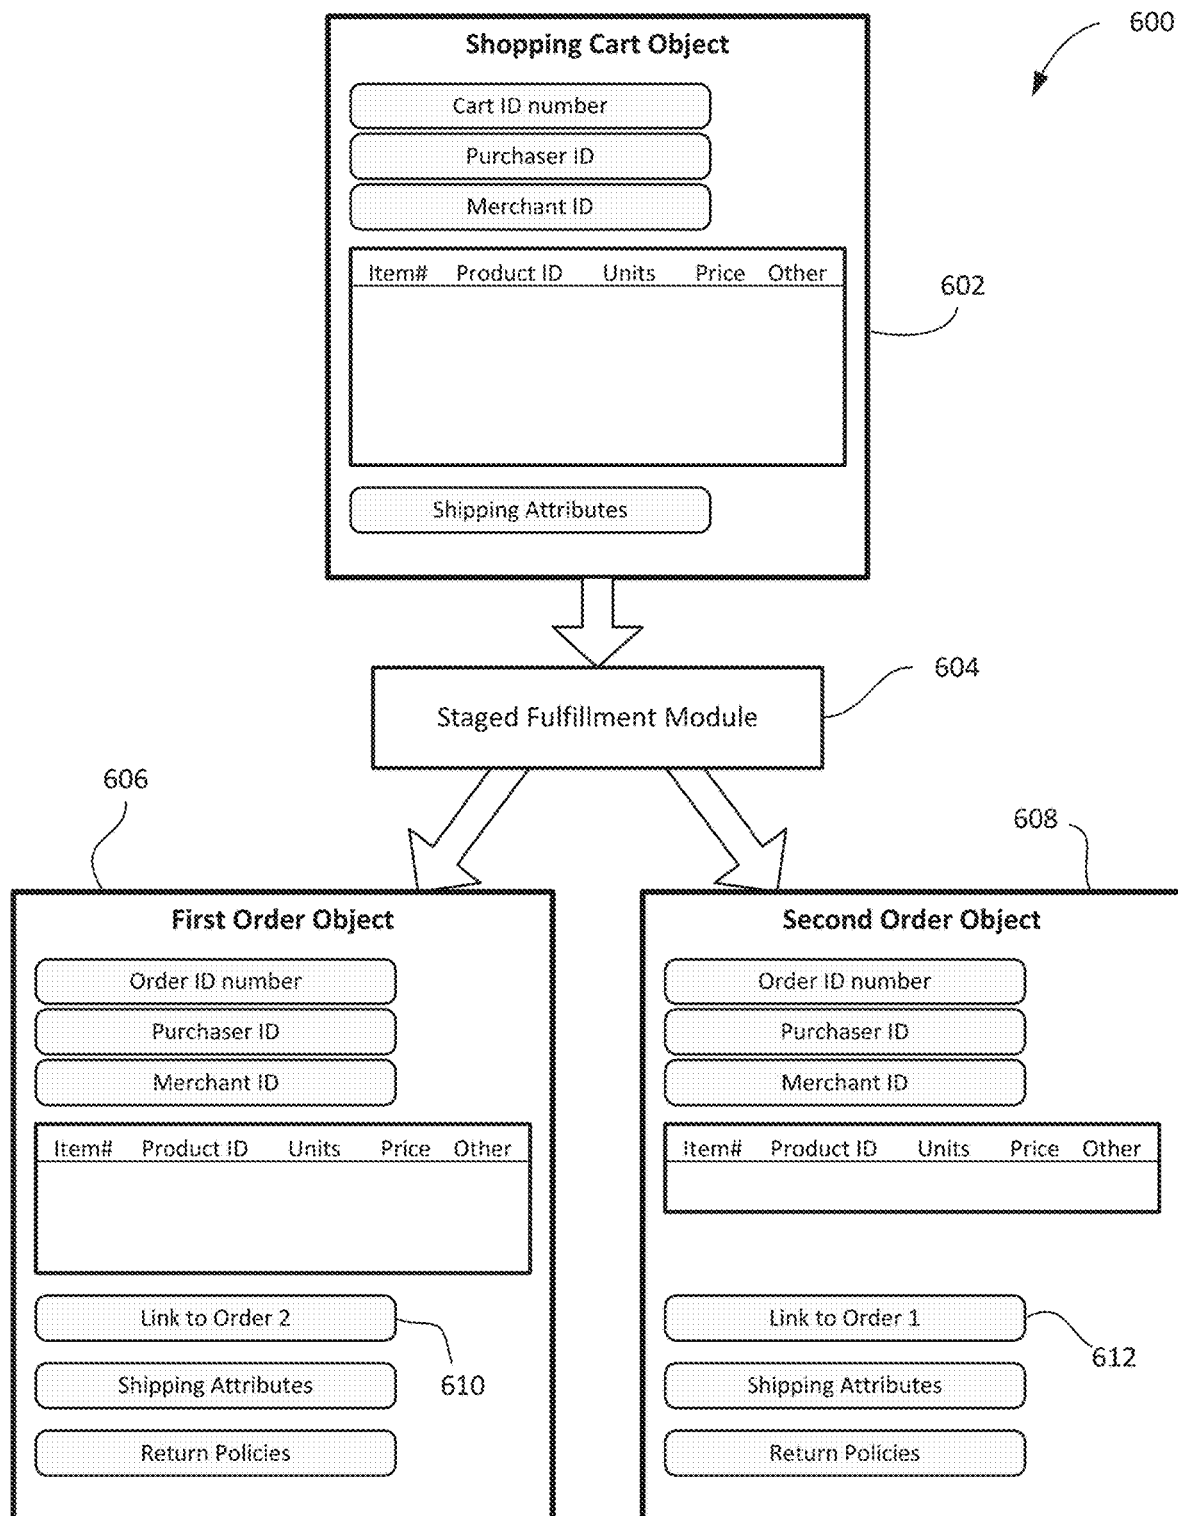 600
Shopping Cart Object
Cart ID number
Purchaser ID
Merchant ID
Item# Product ID Units Price Other
602
Shipping Attributes
604
Staged Fulfillment Module
606
608
First Order Object
Order ID number
Purchaser ID
Merchant ID
Item# Product ID Units Price Other
Link to Order 2
610
Shipping Attributes
Return Policies
Second Order Object
Order ID number
Purchaser ID
Merchant ID
Item# Product ID Units Price Other
Link to Order 1
612
Shipping Attributes
Return Policies